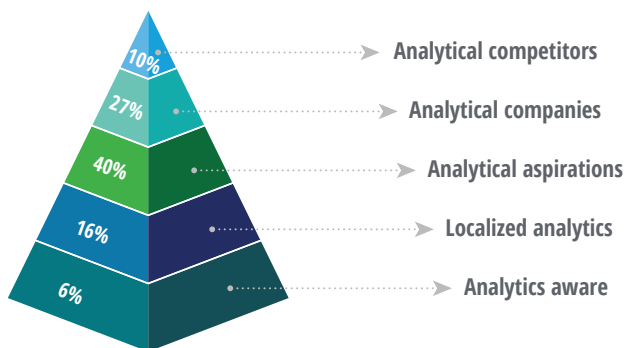 10%
Analytical competitors
27%
Analytical companies
40%
Analytical aspirations
16%
Localized analytics
6%
Analytics aware